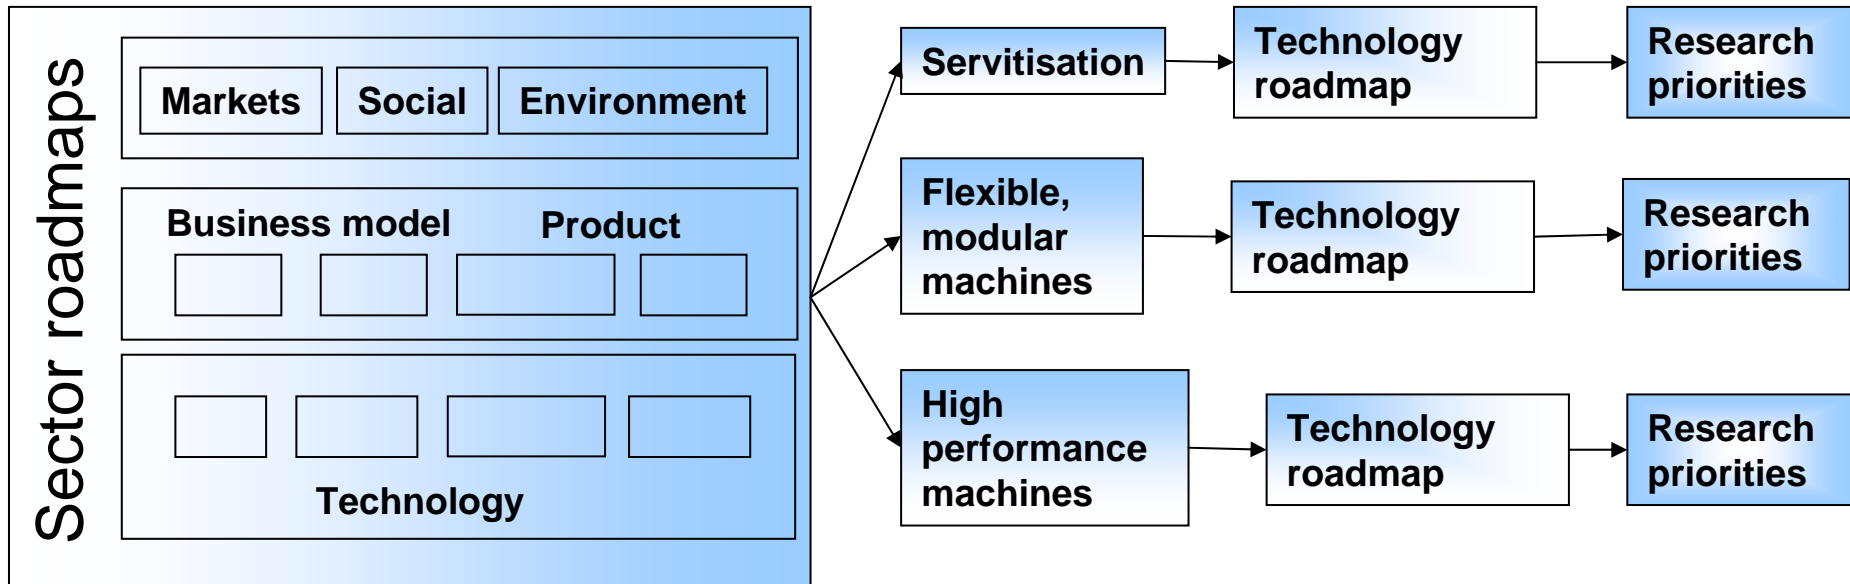 Sector roadmaps
Markets
Social
Environment
Business model
Product
Technology
Servitisation
Technology
roadmap
Research
priorities
Flexible,
modular
machines
Technology
roadmap
Research
priorities
High
performance
machines
Technology
roadmap
Research
priorities